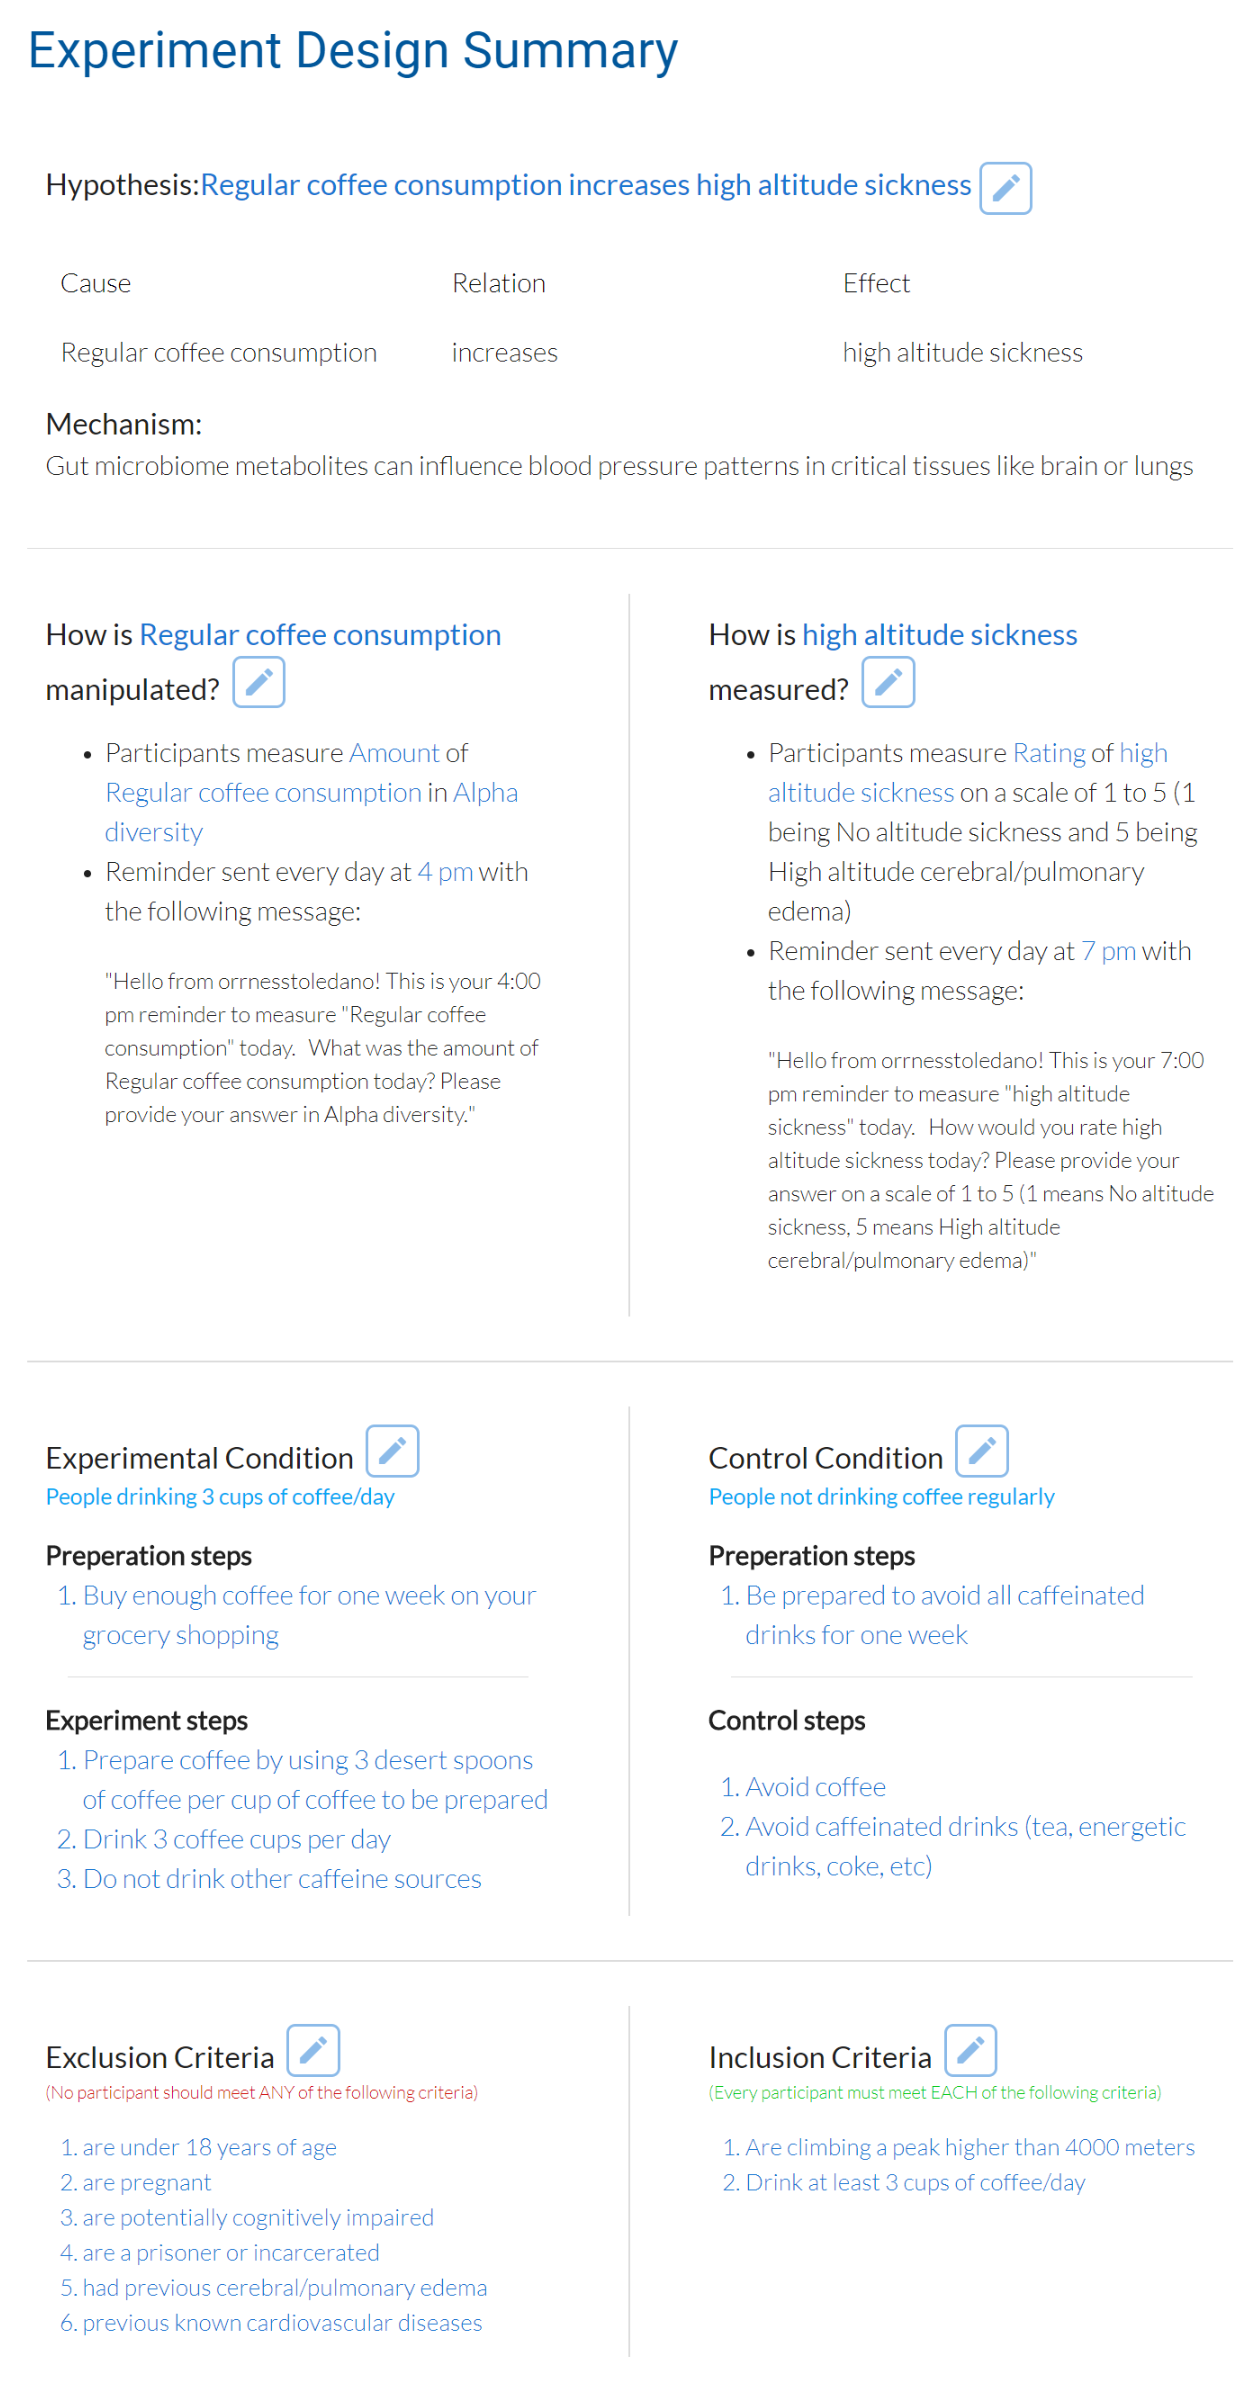 Experiment Design Summary
Hypothesis:Regular coffee consumption increases high altitude sickness
Cause Relation Effect
Regular coffee consumption increases high altitude sickness
Mechanism:
Gut microbiome metabolites can influence blood pressure patterns in critical tissues like brain or lungs
How is Regular coffee consumption
manipulated?
• Participants measure Amount of
Regular coffee consumption in Alpha
diversity
• Reminder sent every day at 4 pm with
the following message:
"Hello from orrnesstoledano! This is your 4:00
pm reminder to measure "Regular coffee
consumption" today. What was the amount of
Regular coffee consumption today? Please
provide your answer in Alpha diversity."
How is high altitude sickness
measured?
• Participants measure Rating of high
altitude sickness on a scale of 1 to 5 (1
being No altitude sickness and 5 being
High altitude cerebral/pulmonary
edema)
• Reminder sent every day at 7 pm with
the following message:
"Hello from orrnesstoledano! This is your 7:00
pm reminder to measure "high altitude
sickness" today. How would you rate high
altitude sickness today? Please provide your
answer on a scale of 1 to 5 (1 means No altitude
sickness, 5 means High altitude
cerebral/pulmonary edema)"
Experimental Condition
People drinking 3 cups of coffee/day
Preperation steps
1. Buy enough coffee for one week on your
grocery shopping
Experiment steps
1. Prepare coffee by using 3 desert spoons
of coffee per cup of coffee to be prepared
2. Drink 3 coffee cups per day
3. Do not drink other caffeine sources
Control Condition
People not drinking coffee regularly
Preperation steps
1. Be prepared to avoid all caffeinated
drinks for one week
Control steps
1. Avoid coffee
2. Avoid caffeinated drinks (tea, energetic
drinks, coke, etc)
Exclusion Criteria
(No participant should meet ANY of the following criteria)
1. are under 18 years of age
2. are pregnant
3. are potentially cognitively impaired
4. are a prisoner or incarcerated
5. had previous cerebral/pulmonary edema
6. previous known cardiovascular diseases
Inclusion Criteria
(Every participant must meet EACH of the following criteria)
1. Are climbing a peak higher than 4000 meters
2. Drink at least 3 cups of coffee/day